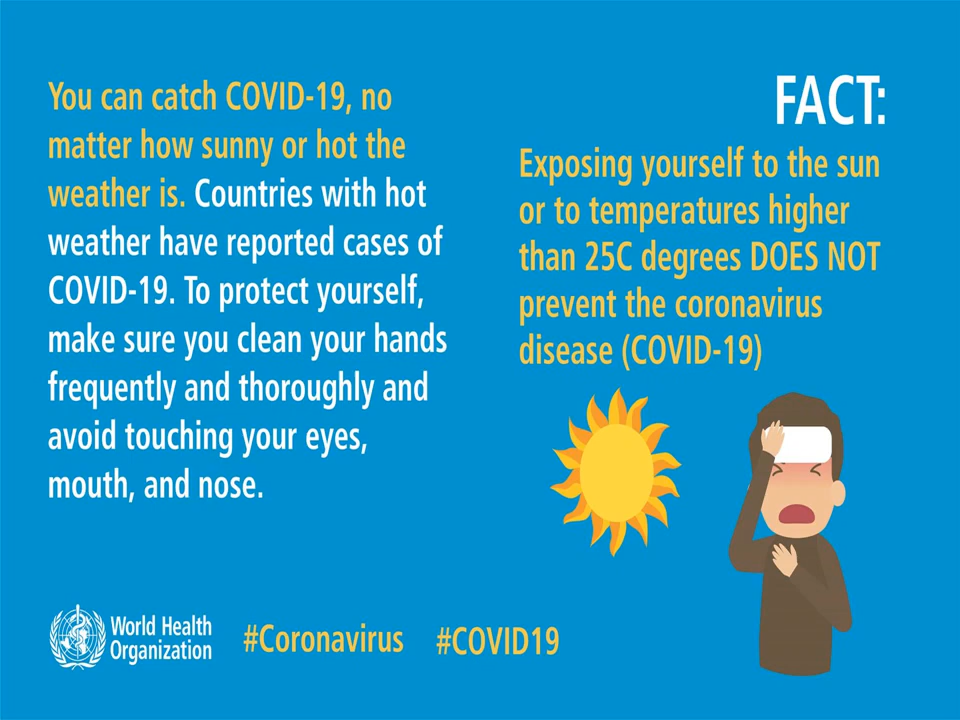 You can catch COVID-19, no
matter how sunny or hot the
weather is. Countries with hot
weather have reported cases of
COVID-19. To protect yourself,
make sure you clean your hands
frequently and thoroughly and
avoid touching your eyes,
mouth, and nose.
FACT:
Exposing yourself to the sun
or to temperatures higher
than 25C degrees DOES NOT
prevent the coronavirus
disease (COVID-19)
World Health
Organization
#Coronavirus #COVID19